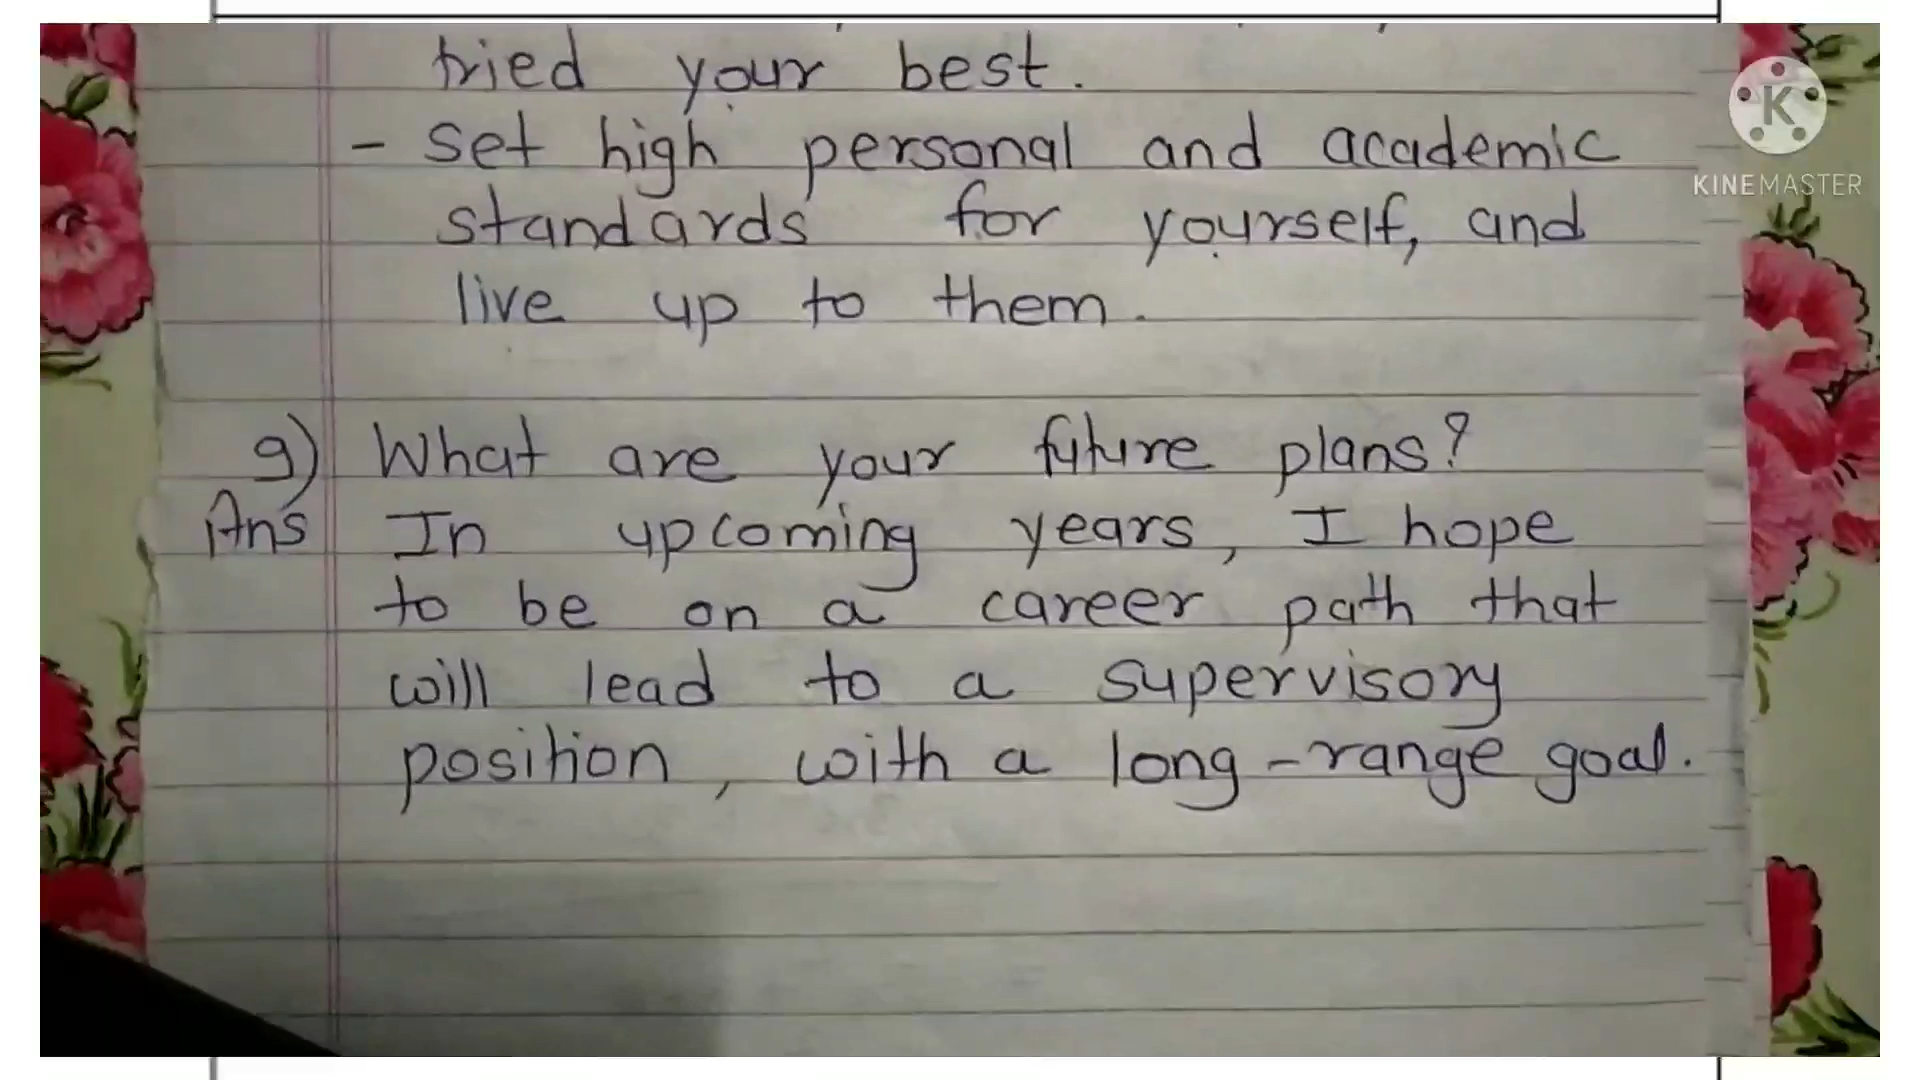 tried your best.
- set high personal and academic
standards for yourself, and
live up to them.
9) What are your future plans?
Ans In upcoming years, I hope
to be on a career path that
will lead to a supervisory
position, with a long-range goal.
KINEMASTER